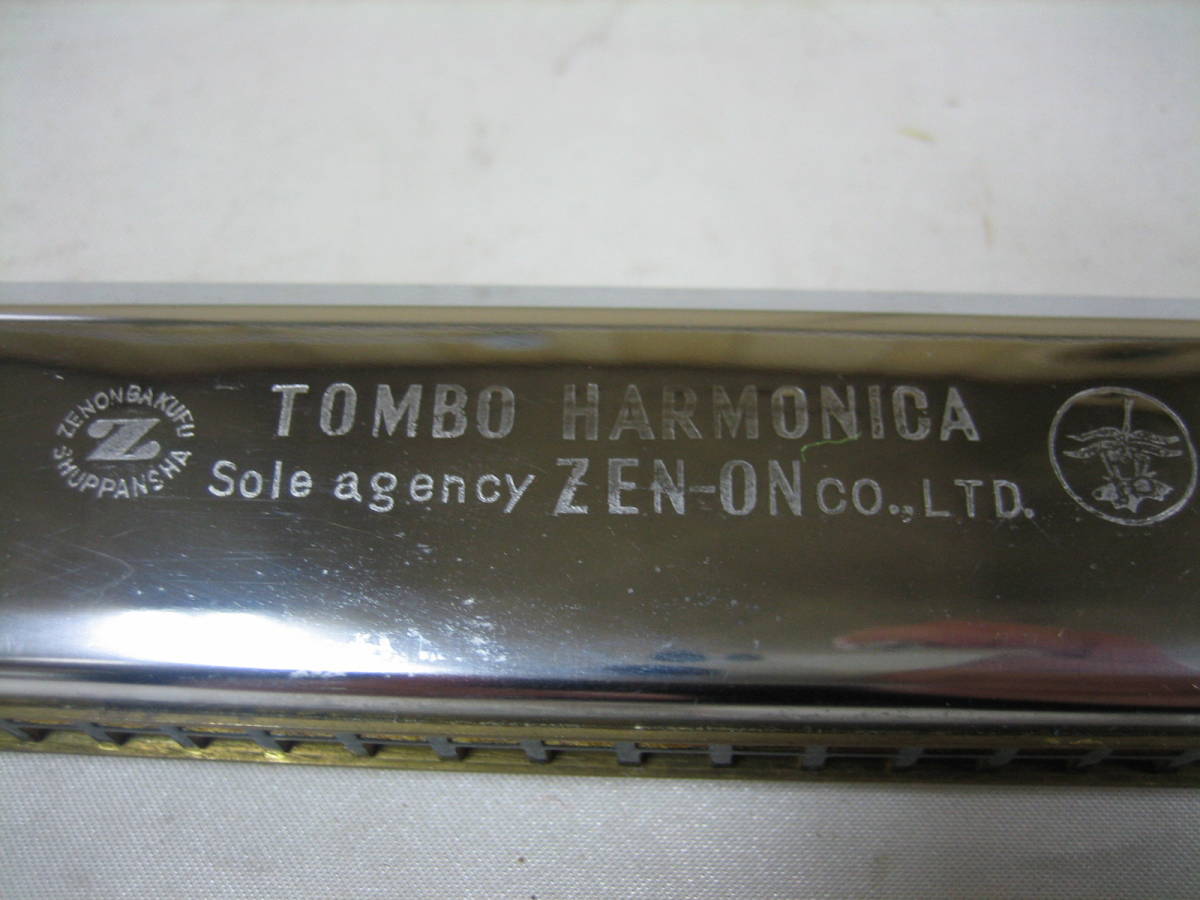 ZENONGAKUFU
Z
SHUPPANSHA
TOMBO HARMONICA
Sole agency ZEN-ON CO.,LTD.